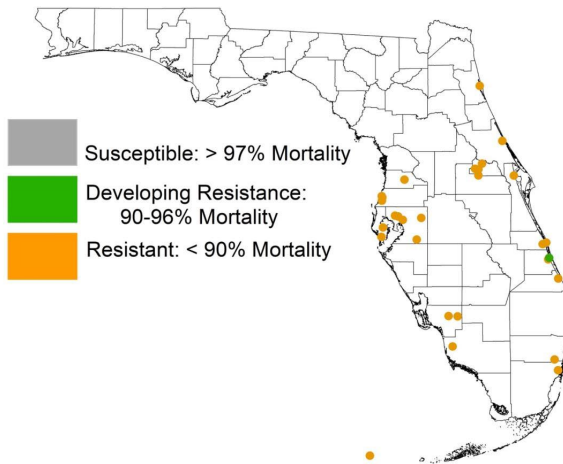 Susceptible: > 97% Mortality
Developing Resistance:
90-96% Mortality
Resistant: < 90% Mortality